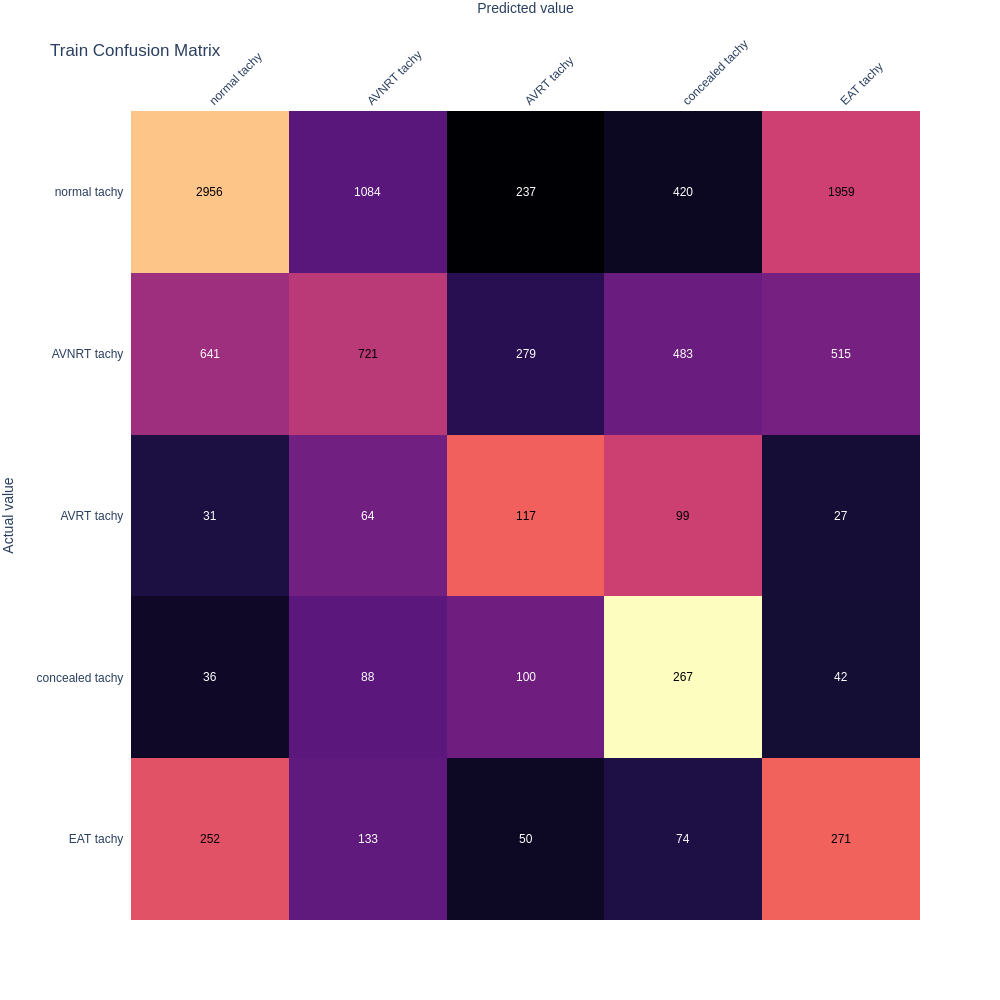 Predicted value
Train Confusion Matrix
normal tachy AVNRT tachy AVRT tachy concealed tachy EAT tachy
normal tachy 2956 1084 237 420 1959
AVNRT tachy 641 721 279 483 515
Actual value
AVRT tachy 31 64 117 99 27
concealed tachy 36 88 100 267 42
EAT tachy 252 133 50 74 271